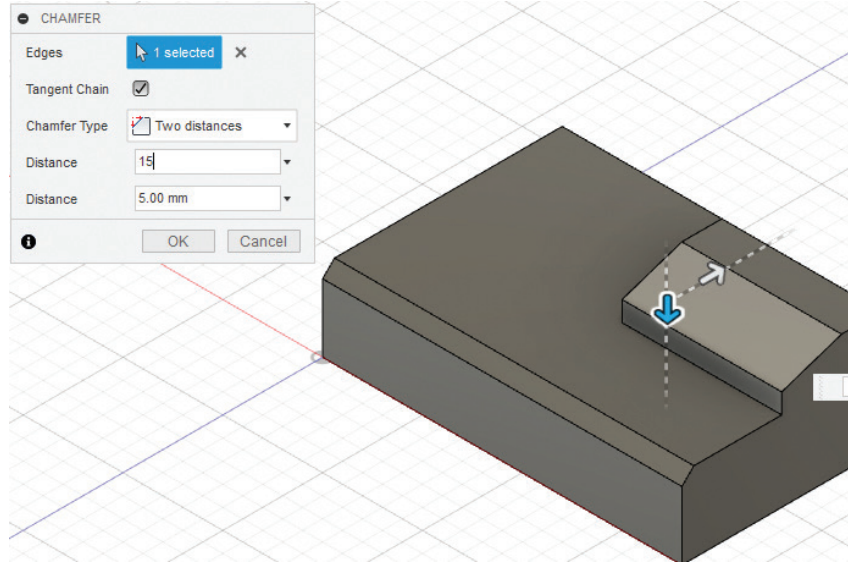 CHAMFER
Edges 1 selected
Tangent Chain
Chamfer Type Two distances
Distance 15
Distance 5.00 mm
OK Cancel